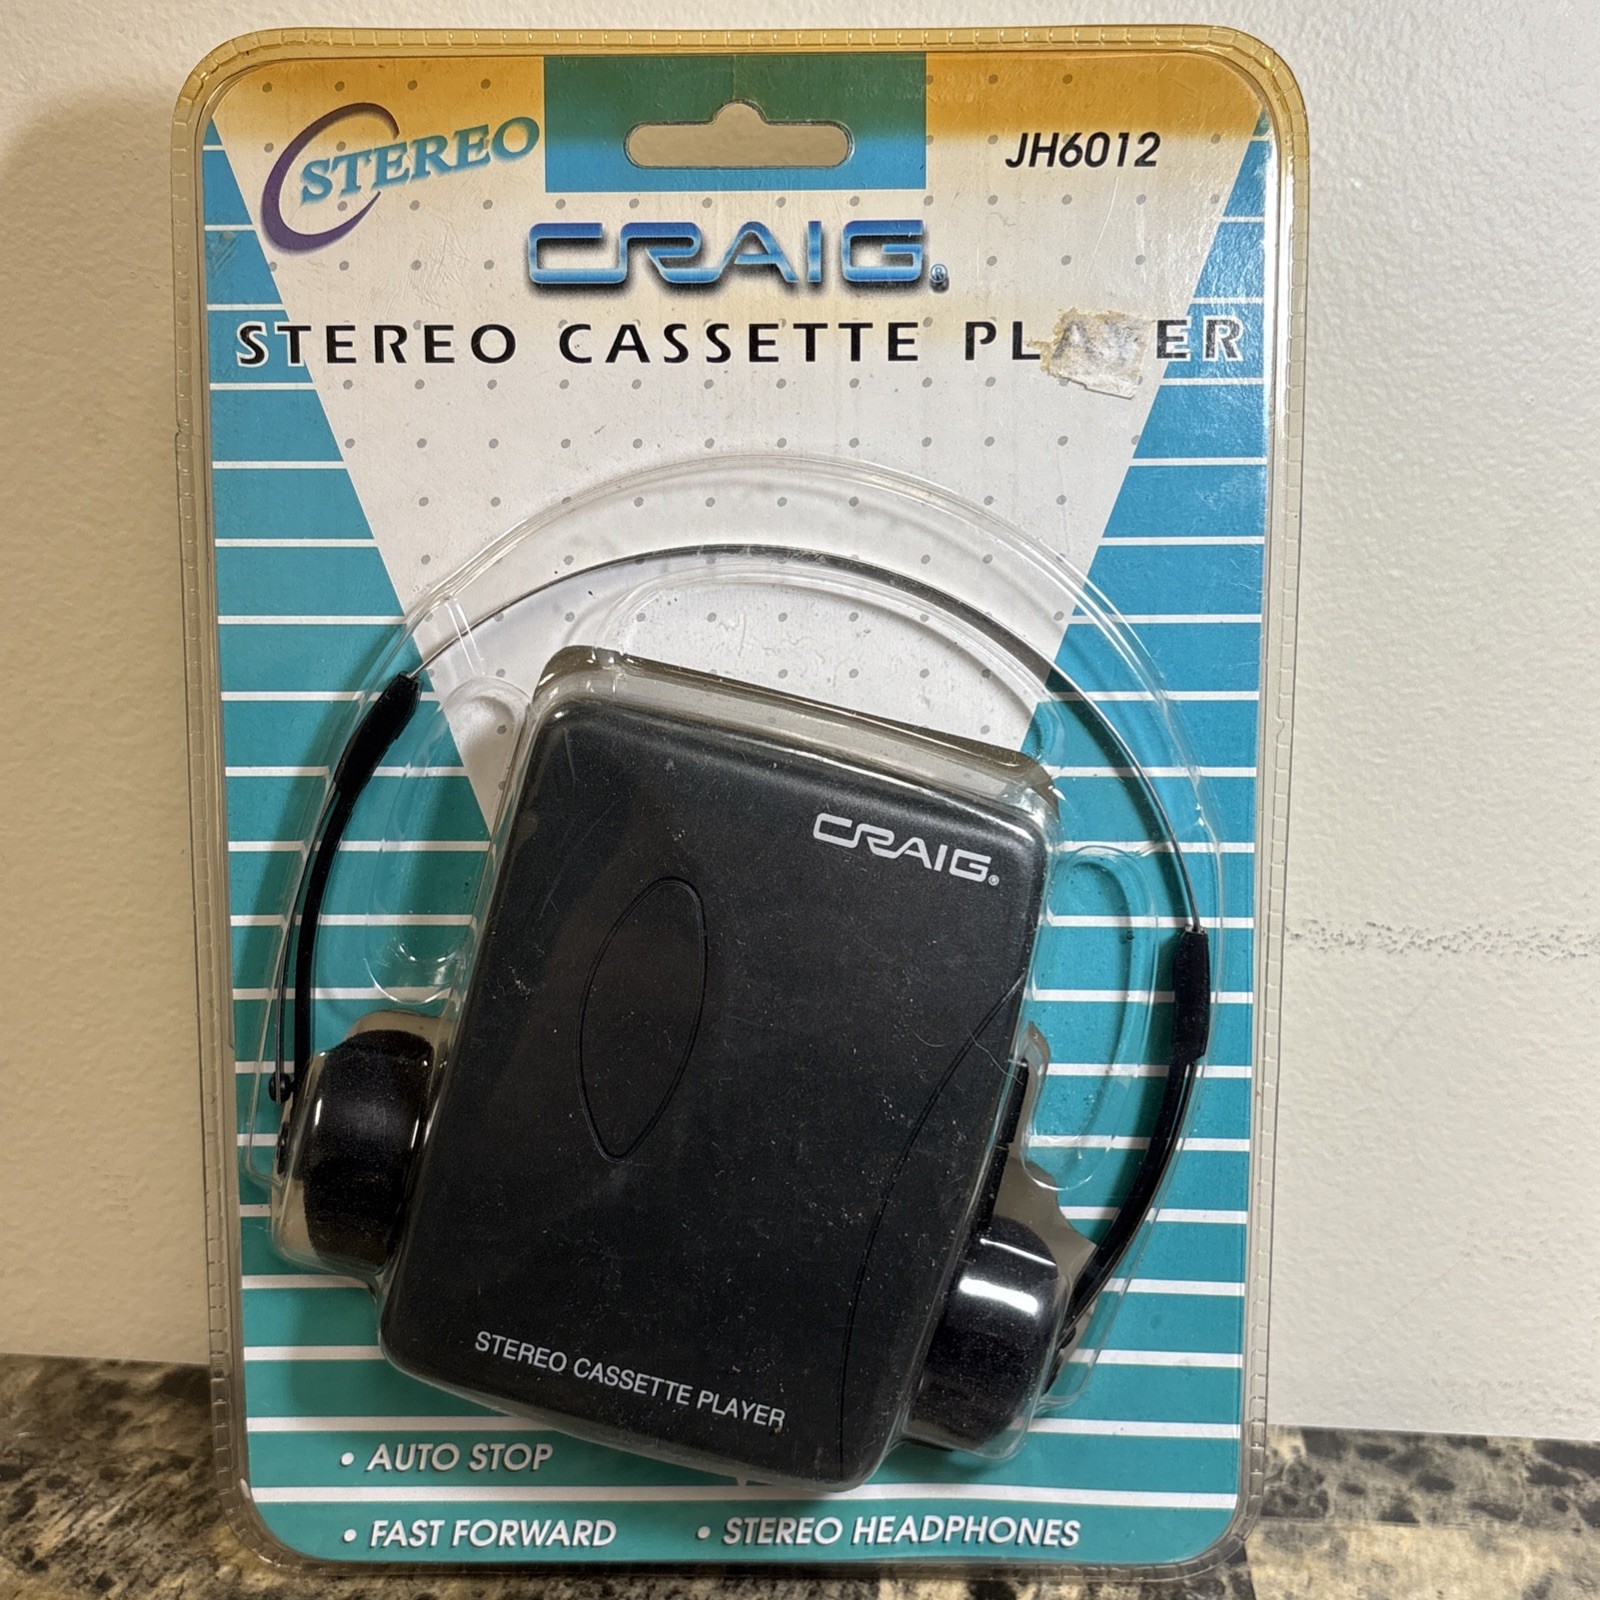 STEREO
JH6012
CRAIG®
STEREO CASSETTE PLAYER
CRAIG®
STEREO CASSETTE PLAYER
• AUTO STOP
• FAST FORWARD
• STEREO HEADPHONES